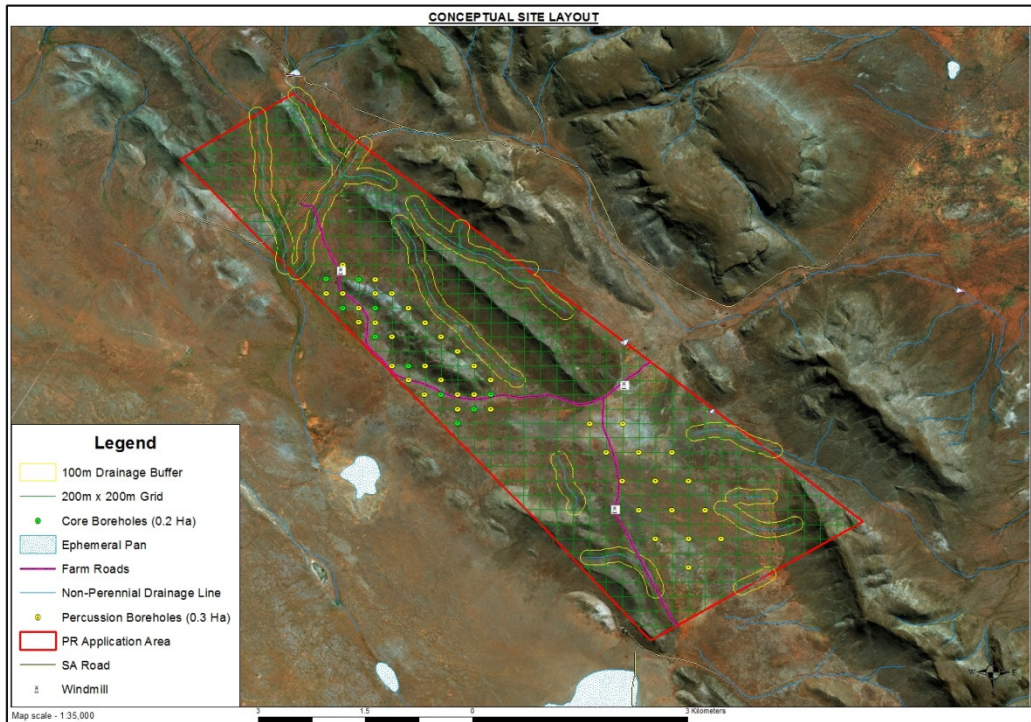 CONCEPTUAL SITE LAYOUT
Legend
100m Drainage Buffer
200m x 200m Grid
Core Boreholes (0.2 Ha)
Ephemeral Pan
Farm Roads
Non-Perennial Drainage Line
Percussion Boreholes (0.3 Ha)
PR Application Area
SA Road
Windmill
W E
Map scale - 1:35,000
3 1.5 0 3 Kilometers